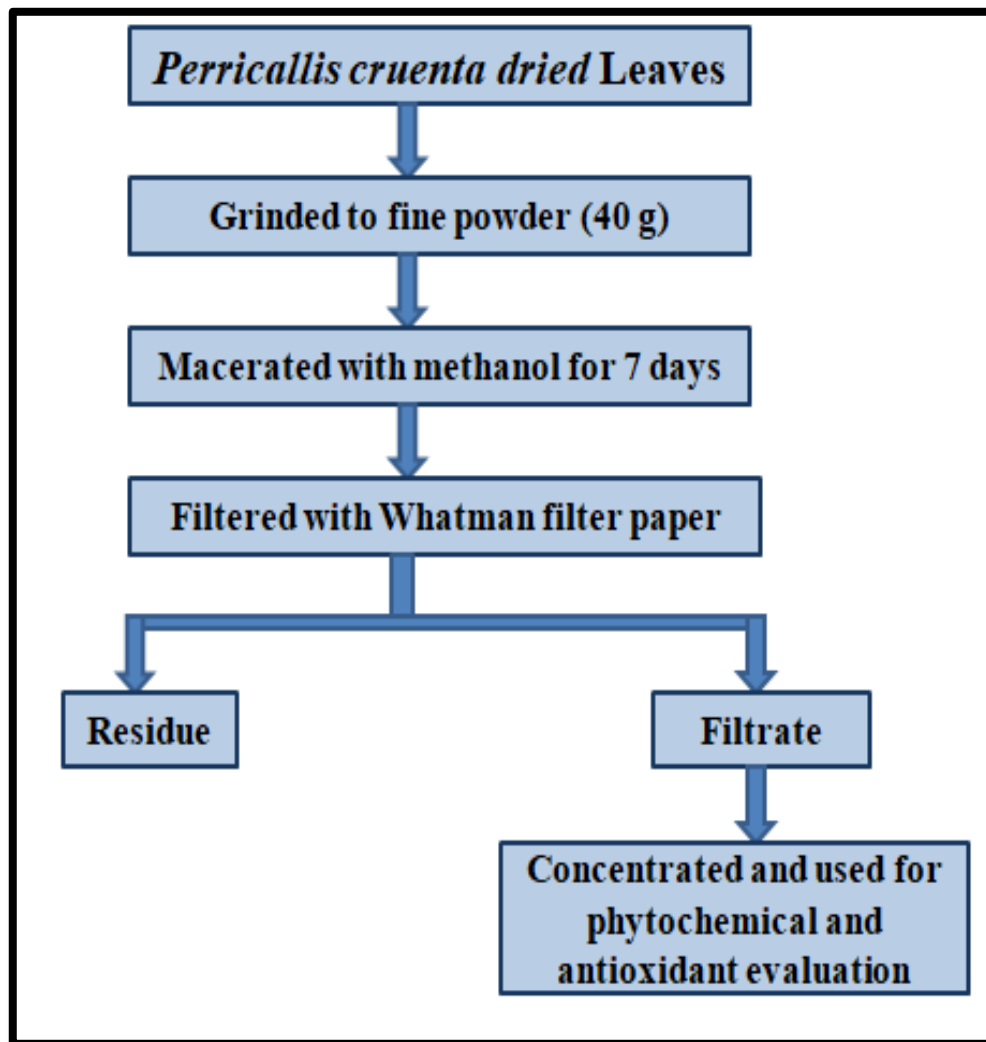 Perricallis cruenta dried Leaves
Grinded to fine powder (40 g)
Macerated with methanol for 7 days
Filtered with Whatman filter paper
Residue
Filtrate
Concentrated and used for
phytochemical and
antioxidant evaluation